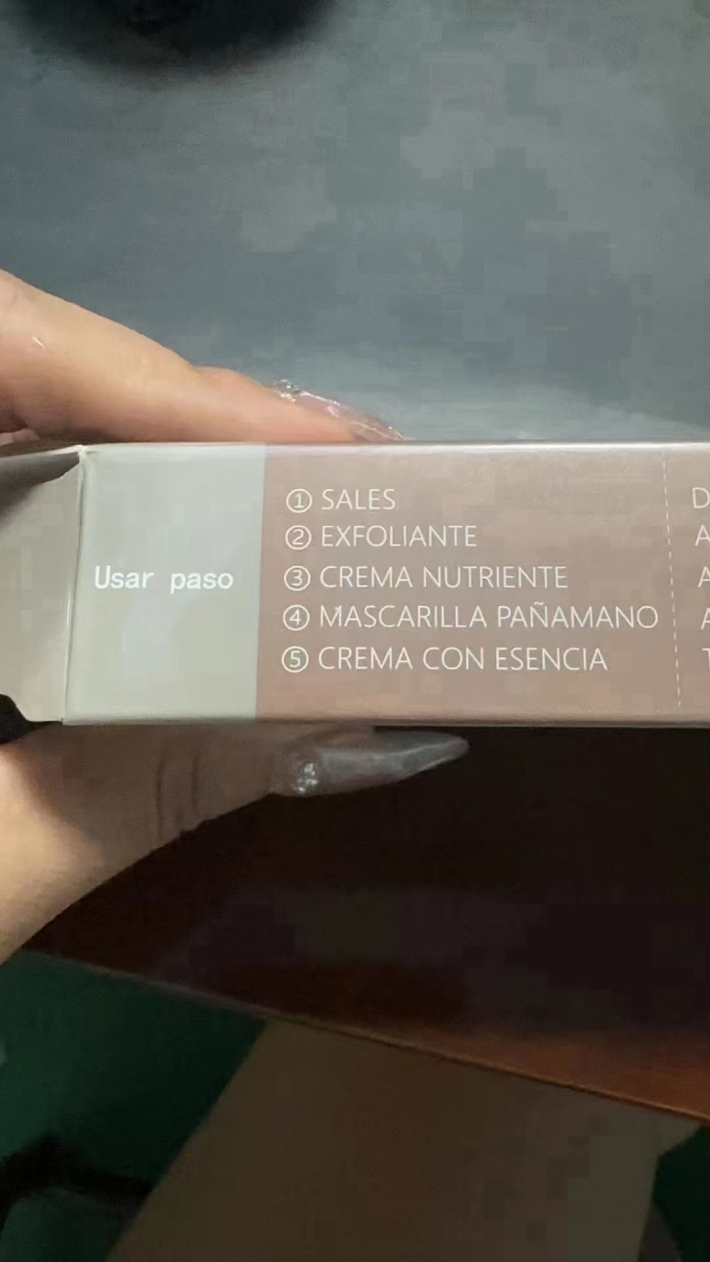 Usar paso
① SALES
② EXFOLIANTE
③ CREMA NUTRIENTE
④ MASCARILLA PAÑAMANO
⑤ CREMA CON ESENCIA